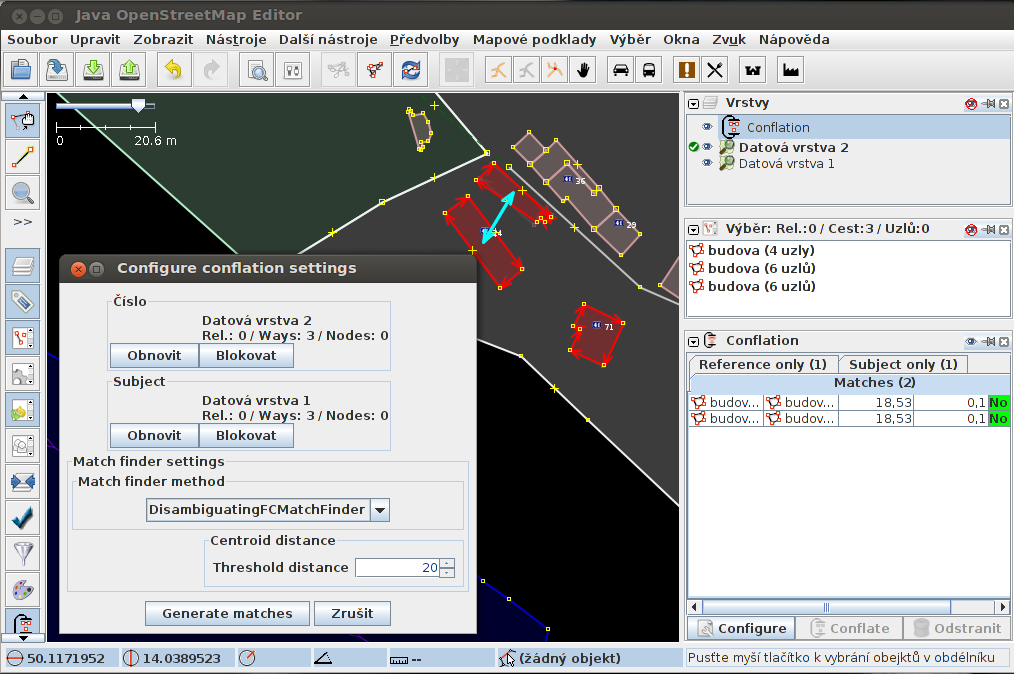 Java OpenStreetMap Editor
Soubor Upravit Zobrazit Nástroje Další nástroje Předvolby Mapové podklady Výběr Okna Zvuk Nápověda
0 20.6 m
>>
36
29
71
Configure conflation settings
Číslo
Datová vrstva 2
Rel.: 0 / Ways: 3 / Nodes: 0
Obnovit Blokovat
Subject
Datová vrstva 1
Rel.: 0 / Ways: 3 / Nodes: 0
Obnovit Blokovat
Match finder settings
Match finder method
DisambiguatingFCMatchFinder
Centroid distance
Threshold distance 20
Generate matches Zrušit
Vrstvy
Conflation
Datová vrstva 2
Datová vrstva 1
Výběr: Rel.:0 / Cest:3 / Uzlů:0
budova (4 uzly)
budova (6 uzlů)
budova (6 uzlů)
Conflation
Reference only (1) Subject only (1)
Matches (2)
budov... budov... 18,53 0,1 No
budov... budov... 18,53 0,1 No
Configure Conflate Odstranit
50.1171952 14.0389523 -- (žádný objekt) Pusťte myší tlačítko k vybrání obejktů v obdélníku